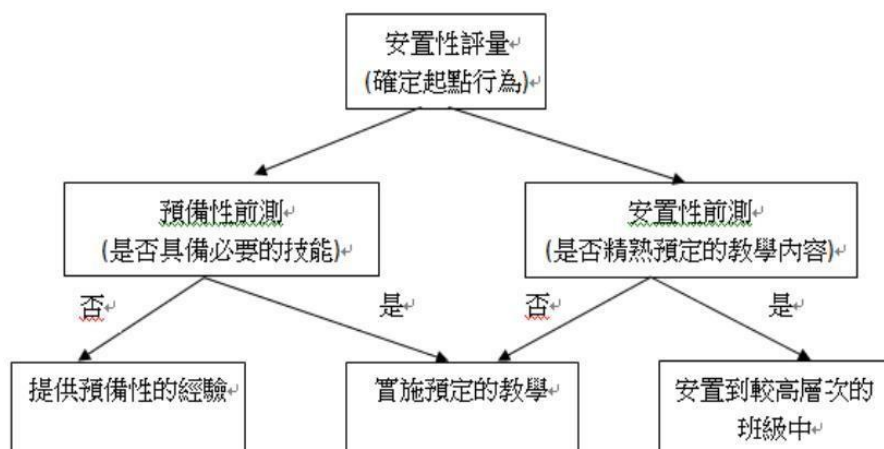 安置性評量
(確定起點行為)
預備性前測
(是否具備必要的技能)
安置性前測
(是否精熟預定的教學內容)
否
是
否
是
提供預備性的經驗
實施預定的教學
安置到較高層次的
班級中